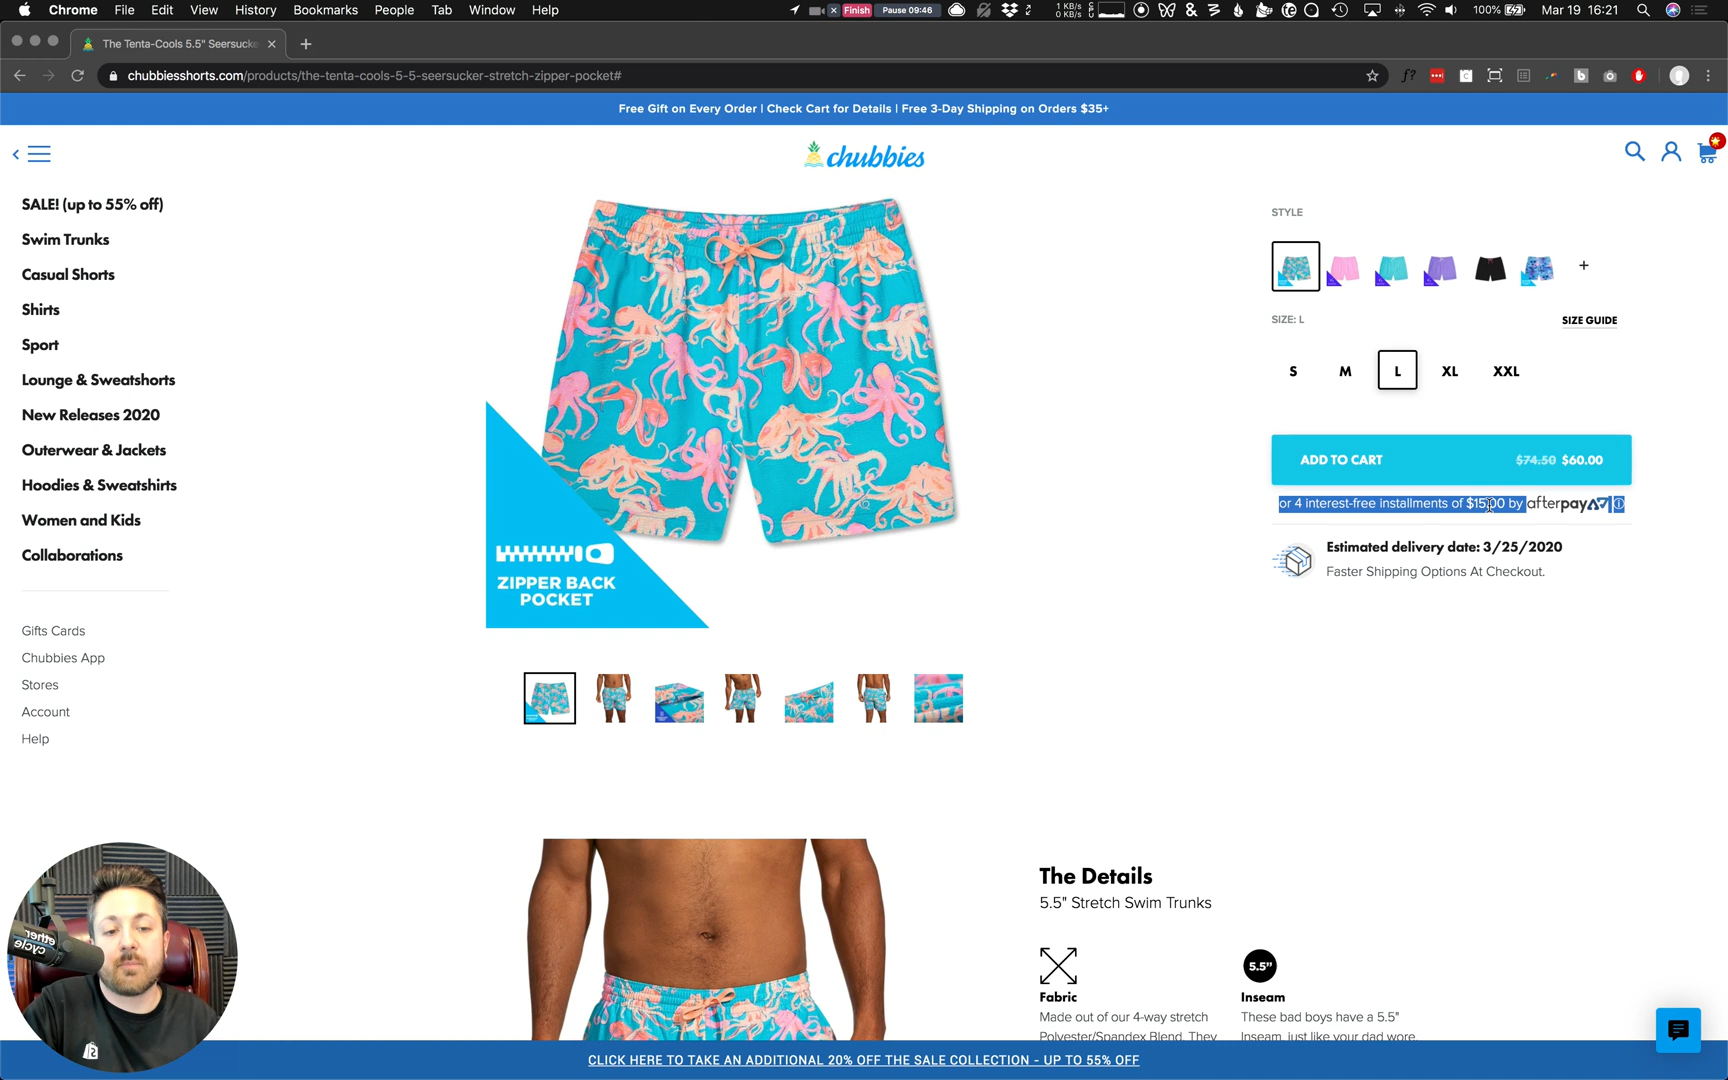 Chrome File Edit View History Bookmarks People Tab Window Help
Finish Pause 09:46
1 KB/s
0 KB/s
100% Mar 19 16:21
The Tenta-Cools 5.5" Seersucke
chubbiesshorts.com/products/the-tenta-cools-5-5-seersucker-stretch-zipper-pocket#
Free Gift on Every Order | Check Cart for Details | Free 3-Day Shipping on Orders $35+
chubbies
SALE! (up to 55% off)
Swim Trunks
Casual Shorts
Shirts
Sport
Lounge & Sweatshorts
New Releases 2020
Outerwear & Jackets
Hoodies & Sweatshirts
Women and Kids
Collaborations
Gifts Cards
Chubbies App
Stores
Account
Help
ZIPPER BACK
POCKET
STYLE
+
SIZE: L SIZE GUIDE
S M L XL XXL
ADD TO CART $74.50 $60.00
or 4 interest-free installments of $15.00 by afterpay
Estimated delivery date: 3/25/2020
Faster Shipping Options At Checkout.
The Details
5.5" Stretch Swim Trunks
5.5"
Fabric
Made out of our 4-way stretch
Polyester/Spandex Blend. They
Inseam
These bad boys have a 5.5"
Inseam, just like your dad wore.
ether
cycle
CLICK HERE TO TAKE AN ADDITIONAL 20% OFF THE SALE COLLECTION - UP TO 55% OFF